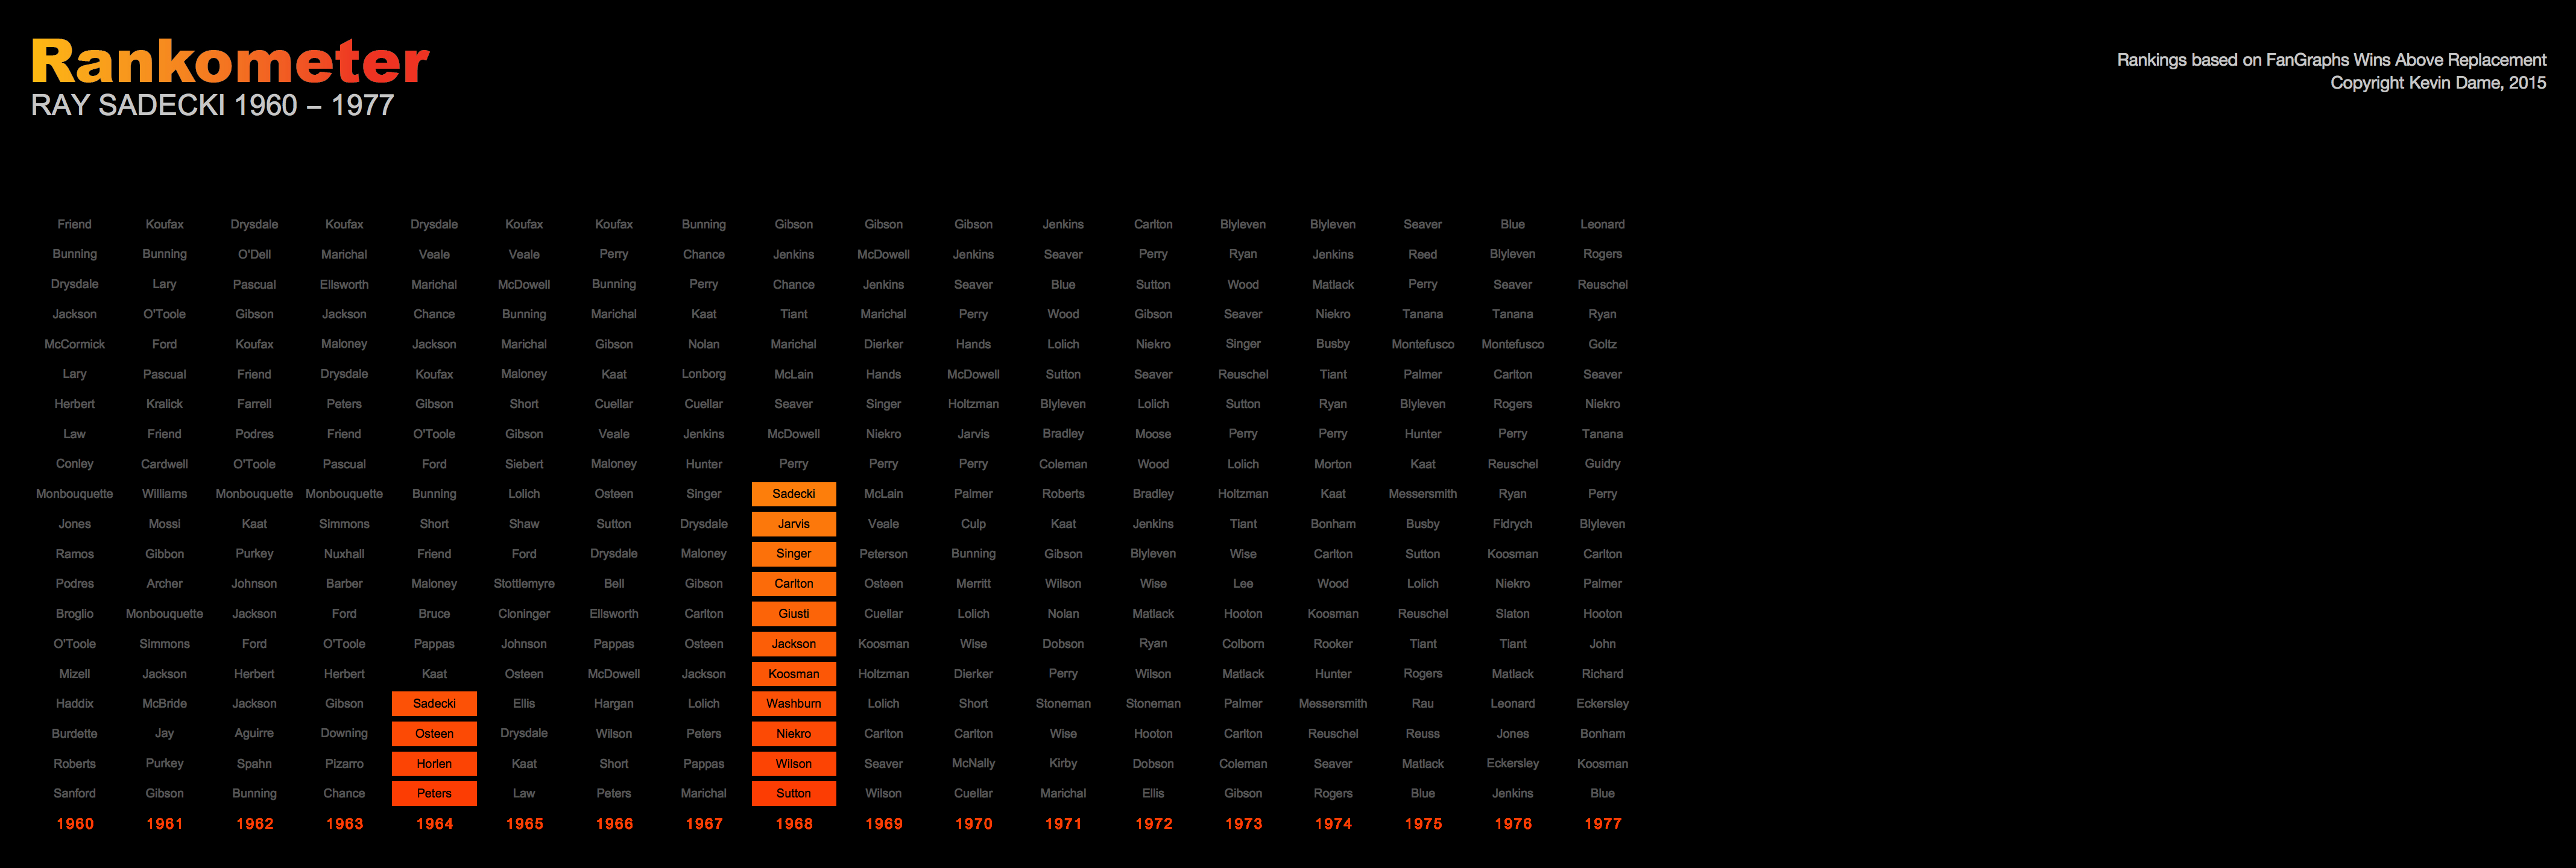 Rankometer
RAY SADECKI 1960 – 1977
Rankings based on FanGraphs Wins Above Replacement
Copyright Kevin Dame, 2015
Friend Koufax Drysdale Koufax Drysdale Koufax Koufax Bunning Gibson Gibson Gibson Jenkins Carlton Blyleven Blyleven Seaver Blue Leonard
Bunning Bunning O'Dell Marichal Veale Veale Perry Chance Jenkins McDowell Jenkins Seaver Perry Ryan Jenkins Reed Blyleven Rogers
Drysdale Lary Pascual Ellsworth Marichal McDowell Bunning Perry Chance Jenkins Seaver Blue Sutton Wood Matlack Perry Seaver Reuschel
Jackson O'Toole Gibson Jackson Chance Bunning Marichal Kaat Tiant Marichal Perry Wood Gibson Seaver Niekro Tanana Tanana Ryan
McCormick Ford Koufax Maloney Jackson Marichal Gibson Nolan Marichal Dierker Hands Lolich Niekro Singer Busby Montefusco Montefusco Goltz
Lary Pascual Friend Drysdale Koufax Maloney Kaat Lonborg McLain Hands McDowell Sutton Seaver Reuschel Tiant Palmer Carlton Seaver
Herbert Kralick Farrell Peters Gibson Short Cuellar Cuellar Seaver Singer Holtzman Blyleven Lolich Sutton Ryan Blyleven Rogers Niekro
Law Friend Podres Friend O'Toole Gibson Veale Jenkins McDowell Niekro Jarvis Bradley Moose Perry Perry Hunter Perry Tanana
Conley Cardwell O'Toole Pascual Ford Siebert Maloney Hunter Perry Perry Perry Coleman Wood Lolich Morton Kaat Reuschel Guidry
Monbouquette Williams Monbouquette Monbouquette Bunning Lolich Osteen Singer Sadecki McLain Palmer Roberts Bradley Holtzman Kaat Messersmith Ryan Perry
Jones Mossi Kaat Simmons Short Shaw Sutton Drysdale Jarvis Veale Culp Kaat Jenkins Tiant Bonham Busby Fidrych Blyleven
Ramos Gibbon Purkey Nuxhall Friend Ford Drysdale Maloney Singer Peterson Bunning Gibson Blyleven Wise Carlton Sutton Koosman Carlton
Podres Archer Johnson Barber Maloney Stottlemyre Bell Gibson Carlton Osteen Merritt Wilson Wise Lee Wood Lolich Niekro Palmer
Broglio Monbouquette Jackson Ford Bruce Cloninger Ellsworth Carlton Giusti Cuellar Lolich Nolan Matlack Hooton Koosman Reuschel Slaton Hooton
O'Toole Simmons Ford O'Toole Pappas Johnson Pappas Osteen Jackson Koosman Wise Dobson Ryan Colborn Rooker Tiant Tiant John
Mizell Jackson Herbert Herbert Kaat Osteen McDowell Jackson Koosman Holtzman Dierker Perry Wilson Matlack Hunter Rogers Matlack Richard
Haddix McBride Jackson Gibson Sadecki Ellis Hargan Lolich Washburn Lolich Short Stoneman Stoneman Palmer Messersmith Rau Leonard Eckersley
Burdette Jay Aguirre Downing Osteen Drysdale Wilson Peters Niekro Carlton Carlton Wise Hooton Carlton Reuschel Reuss Jones Bonham
Roberts Purkey Spahn Pizarro Horlen Kaat Short Pappas Wilson Seaver McNally Kirby Dobson Coleman Seaver Matlack Eckersley Koosman
Sanford Gibson Bunning Chance Peters Law Peters Marichal Sutton Wilson Cuellar Marichal Ellis Gibson Rogers Blue Jenkins Blue
1960 1961 1962 1963 1964 1965 1966 1967 1968 1969 1970 1971 1972 1973 1974 1975 1976 1977